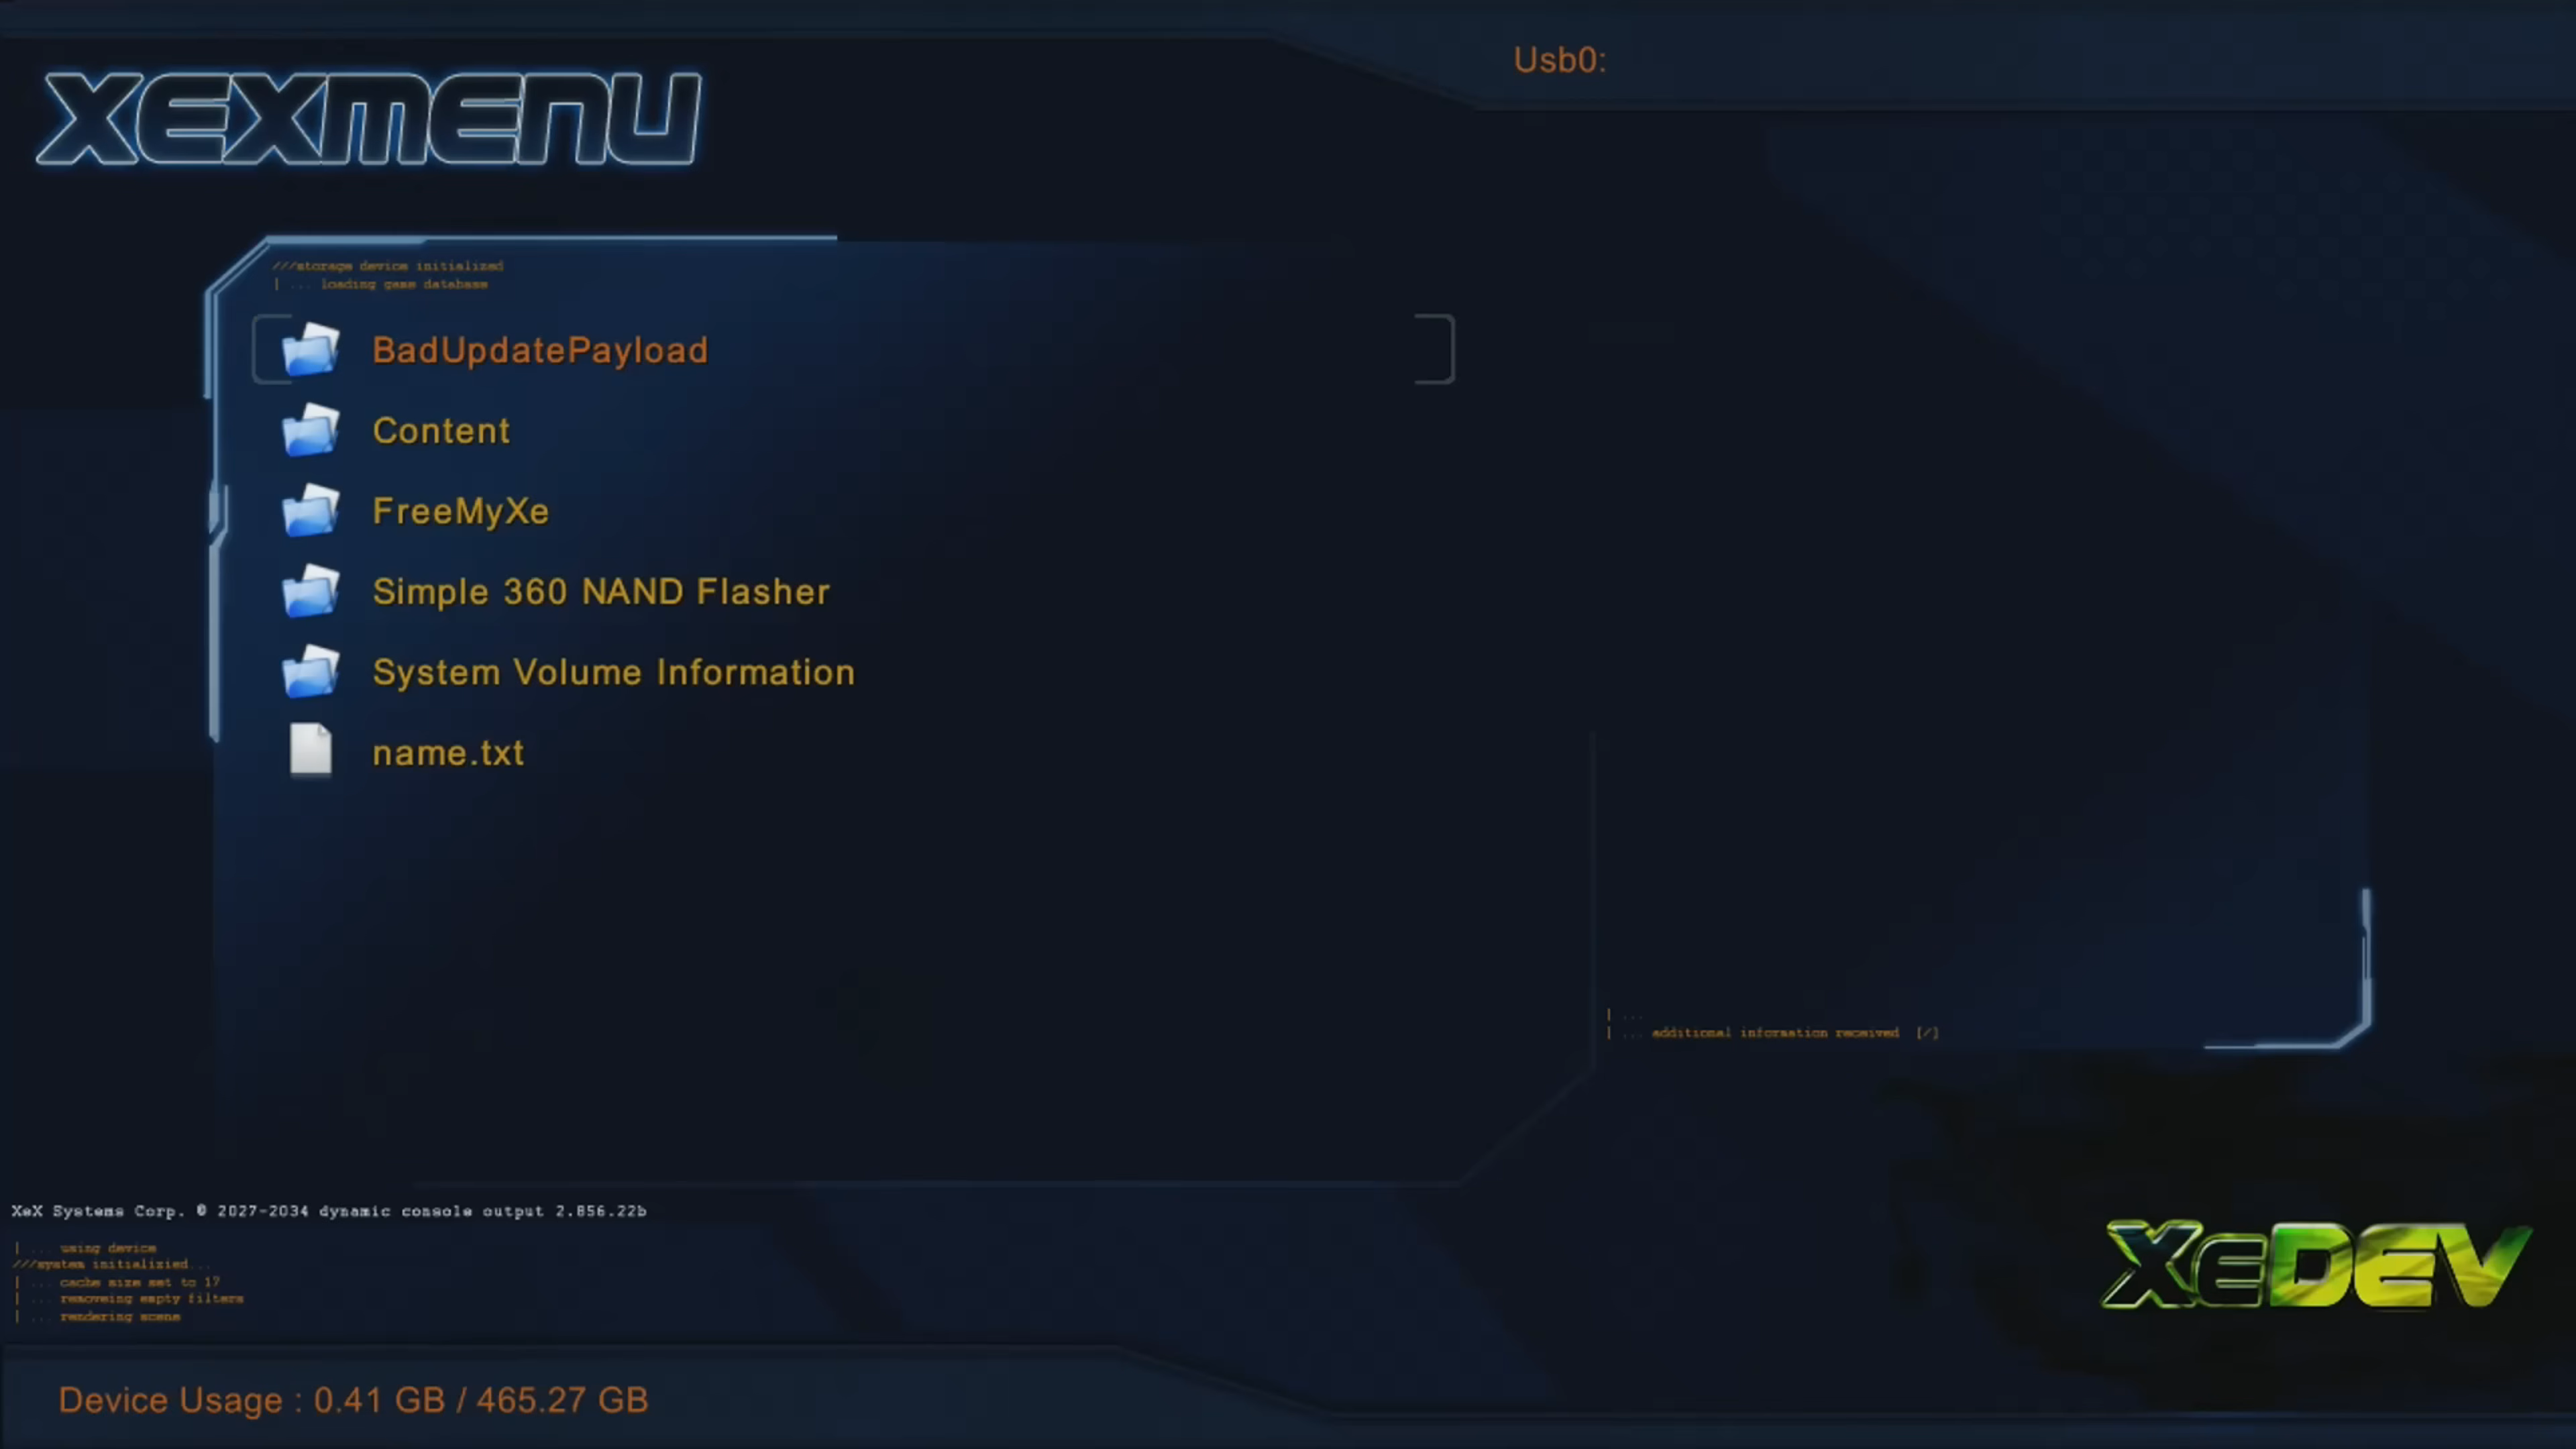 Usb0:
XEXMENU
///storage device initialized
| ... loading game database
BadUpdatePayload
Content
FreeMyXe
Simple 360 NAND Flasher
System Volume Information
name.txt
| ...
| ... additional information received [/]
XeX Systems Corp. © 2027-2034 dynamic console output 2.856.22b
| ... using device
///system initializied...
| ... cache size set to 17
| ... removeing empty filters
| ... rendering scene
XeDEV
Device Usage : 0.41 GB / 465.27 GB